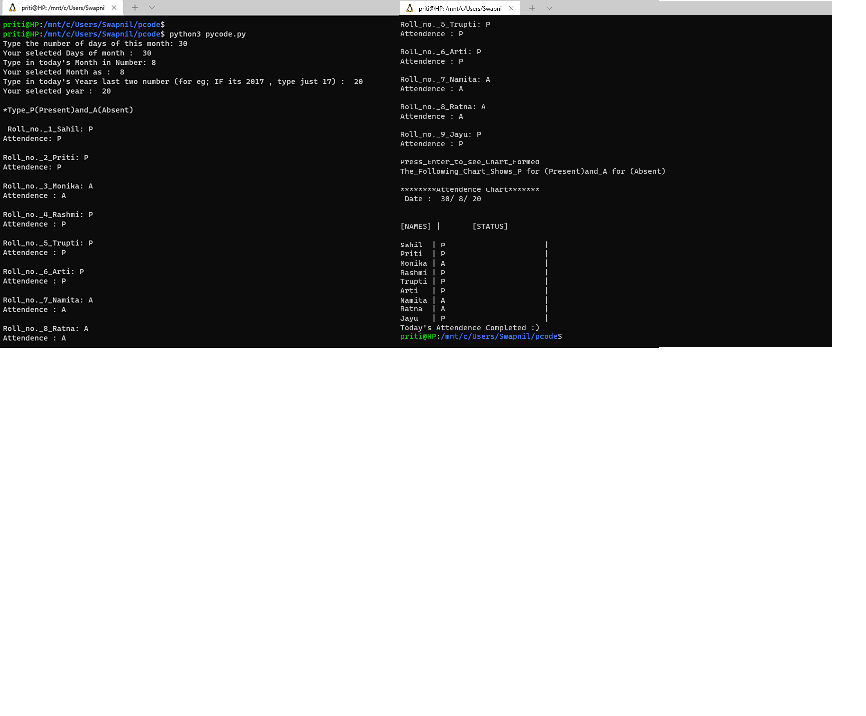 priti@HP: /mnt/c/Users/Swapnil
priti@HP:/mnt/c/Users/Swapnil/pcode$
priti@HP:/mnt/c/Users/Swapnil/pcode$ python3 pycode.py
Type the number of days of this month: 30
Your selected Days of month :  30
Type in today's Month in Number: 8
Your selected Month as :  8
Type in today's Years last two number (for eg; IF its 2017 , type just 17) :  20
Your selected year :  20
*Type_P(Present)and_A(Absent)
Roll_no._1_Sahil: P
Attendence: P
Roll_no._2_Priti: P
Attendence: P
Roll_no._3_Monika: A
Attendence : A
Roll_no._4_Rashmi: P
Attendence : P
Roll_no._5_Trupti: P
Attendence : P
Roll_no._6_Arti: P
Attendence : P
Roll_no._7_Namita: A
Attendence : A
Roll_no._8_Ratna: A
Attendence : A
priti@HP: /mnt/c/Users/Swapnil
Roll_no._5_Trupti: P
Attendence : P
Roll_no._6_Arti: P
Attendence : P
Roll_no._7_Namita: A
Attendence : A
Roll_no._8_Ratna: A
Attendence : A
Roll_no._9_Jayu: P
Attendence : P
Press_Enter_to_see_Chart_Formed
The_Following_Chart_Shows_P for (Present)and_A for (Absent)
********Attendence Chart*******
Date :  30/ 8/ 20
[NAMES] |       [STATUS]
Sahil  | P                      |
Priti  | P                      |
Monika | A                      |
Rashmi | P                      |
Trupti | P                      |
Arti   | P                      |
Namita | A                      |
Ratna  | A                      |
Jayu   | P                      |
Today's Attendence Completed :)
priti@HP:/mnt/c/Users/Swapnil/pcode$